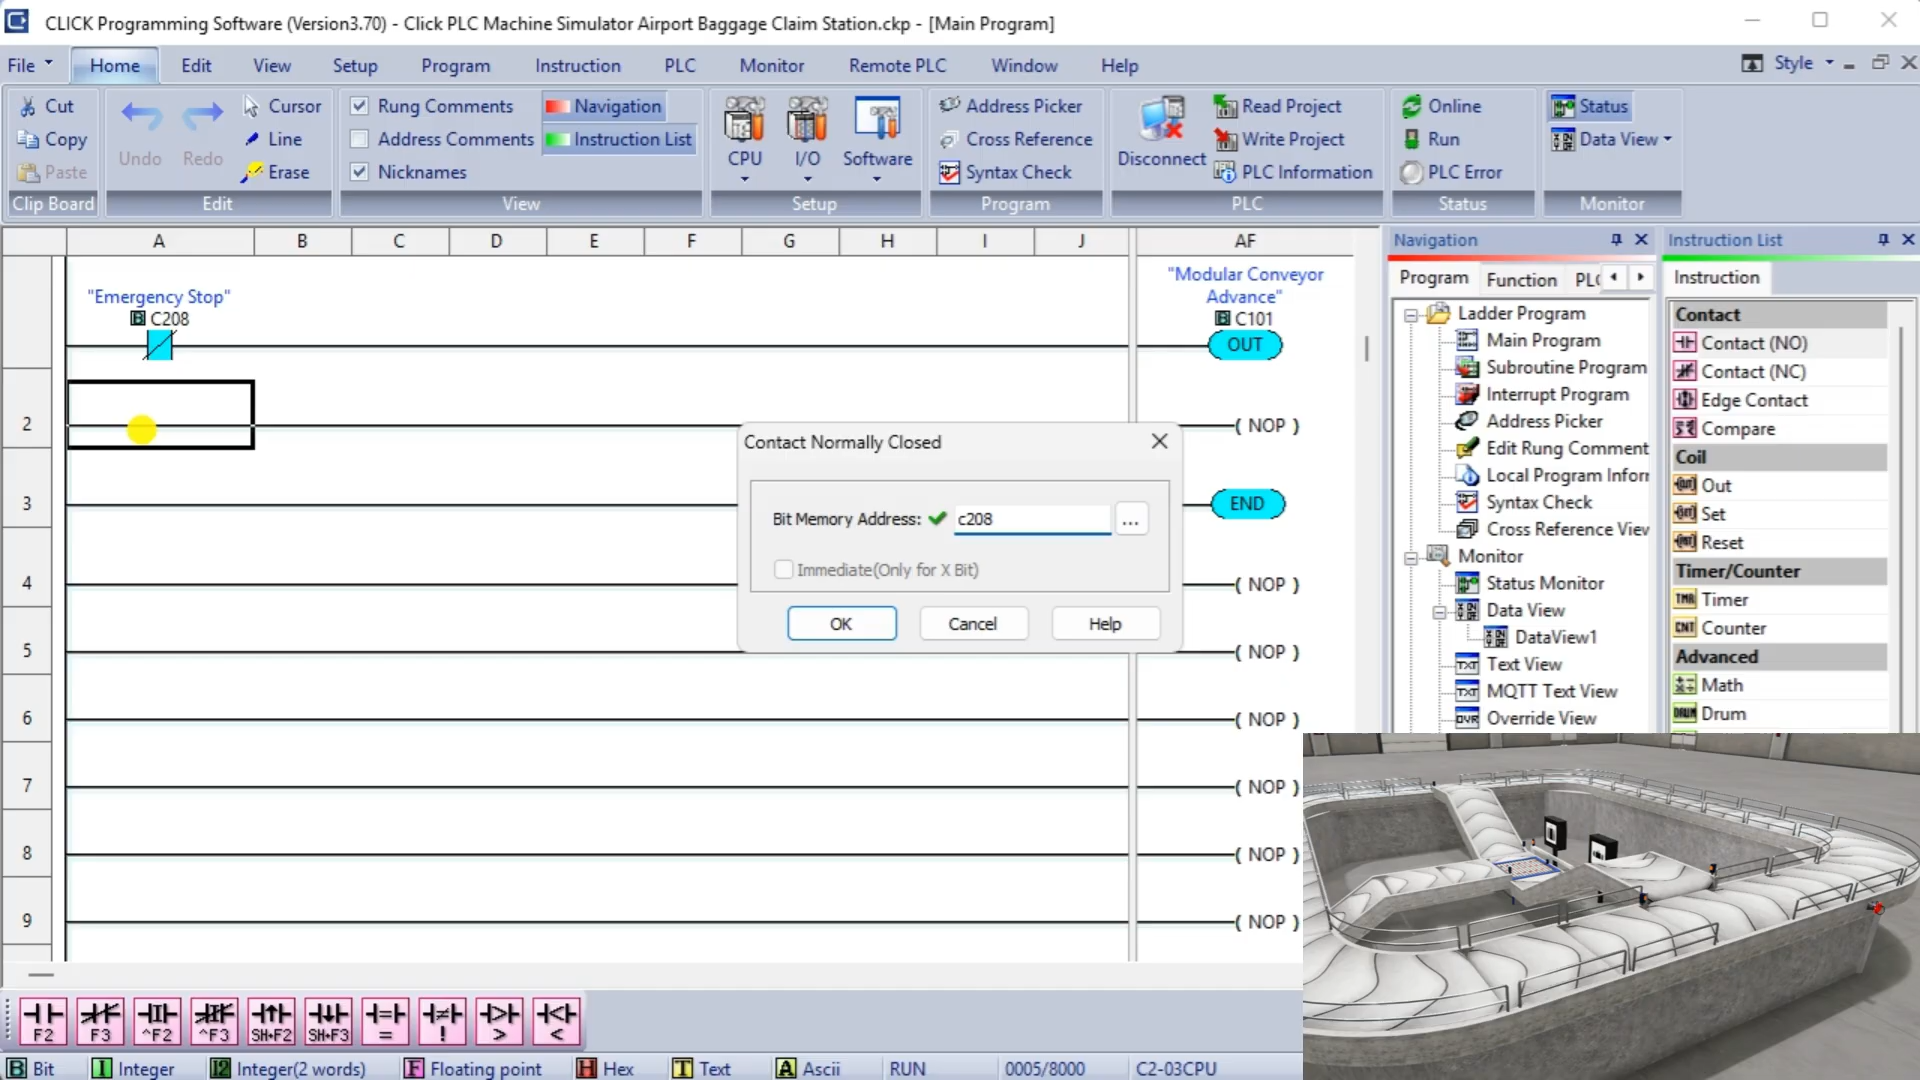 CLICK Programming Software (Version3.70) - Click PLC Machine Simulator Airport Baggage Claim Station.ckp - [Main Program]
File Home Edit View Setup Program Instruction PLC Monitor Remote PLC Window Help Style
Cut Cursor Rung Comments Navigation Address Picker Read Project Online Status
Copy Line Address Comments Instruction List Cross Reference Write Project Run Data View
Undo Redo CPU I/O Software Disconnect
Paste Erase Nicknames Syntax Check PLC Information PLC Error
Clip Board Edit View Setup Program PLC Status Monitor
A B C D E F G H I J AF
Navigation
Program Function PL
Instruction List
Instruction
"Emergency Stop"
C208
"Modular Conveyor
Advance"
C101
OUT
2 ( NOP )
3 END
4 ( NOP )
5 ( NOP )
6 ( NOP )
7 ( NOP )
8 ( NOP )
9 ( NOP )
Contact Normally Closed
Bit Memory Address: c208 ...
Immediate(Only for X Bit)
OK Cancel Help
Ladder Program
Main Program
Subroutine Program
Interrupt Program
Address Picker
Edit Rung Comment
Local Program Infor
Syntax Check
Cross Reference Viev
Monitor
Status Monitor
Data View
DataView1
Text View
MQTT Text View
Override View
Contact
Contact (NO)
Contact (NC)
Edge Contact
Compare
Coil
Out
Set
Reset
Timer/Counter
Timer
Counter
Advanced
Math
Drum
F2 F3 ^F2 ^F3 SH+F2 SH+F3 = ! > <
B Bit I Integer I2 Integer(2 words) F Floating point H Hex T Text A Ascii RUN 0005/8000 C2-03CPU